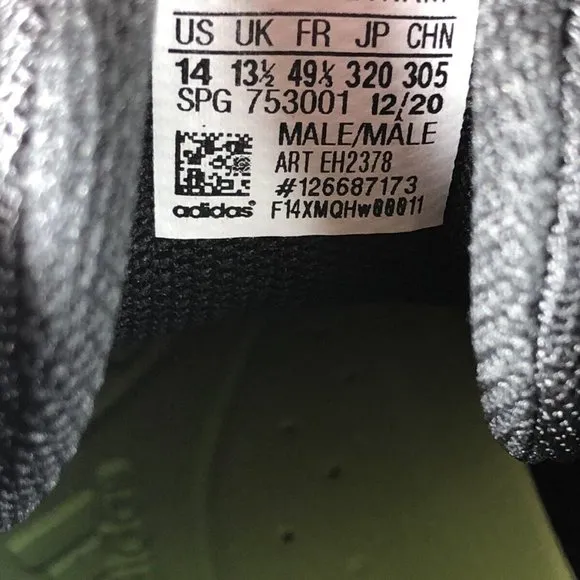 US UK FR JP CHN
14 13½ 49⅓ 320 305
SPG 753001 12/20
MALE/MÂLE
ART EH2378
#126687173
adidas® F14XMQHw00011